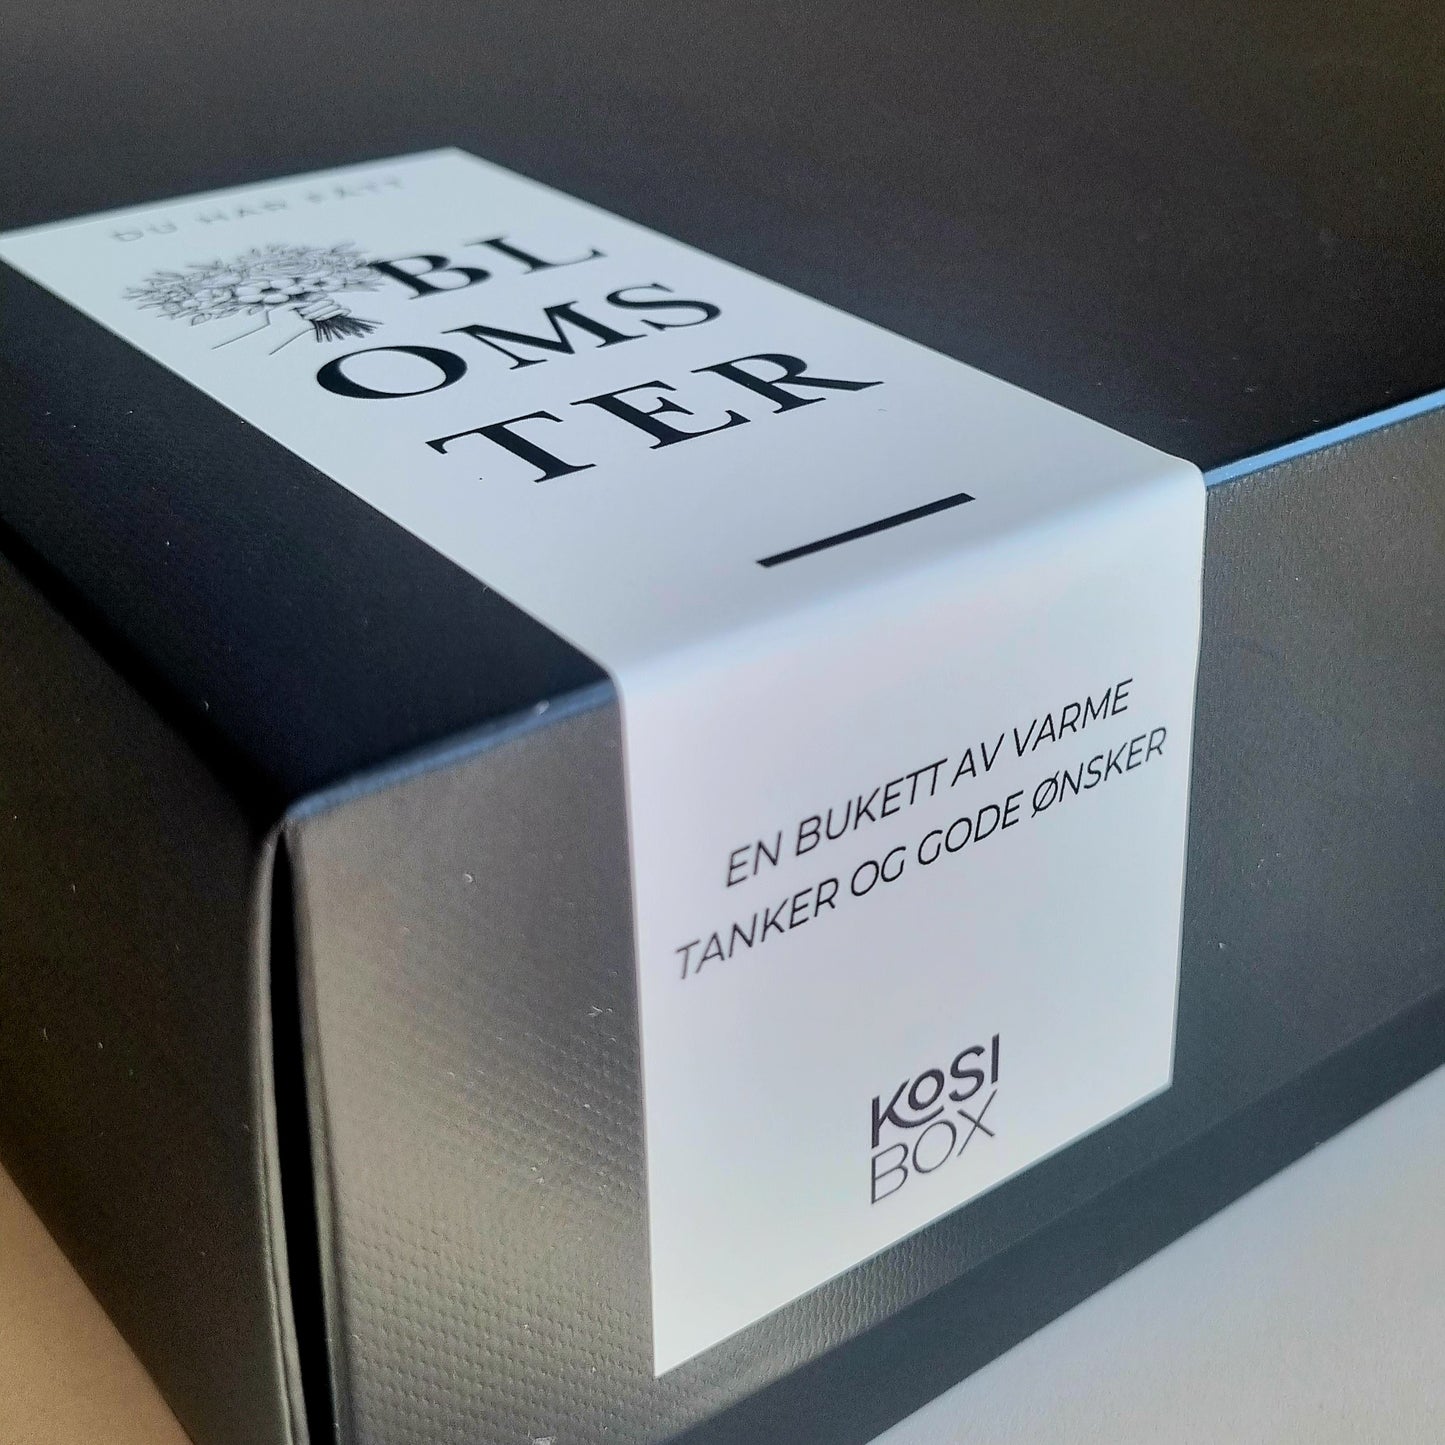 DU HAR FÅTT
BL
OMS
TER
EN BUKETT AV VARME
TANKER OG GODE ØNSKER
KOSI
BOX